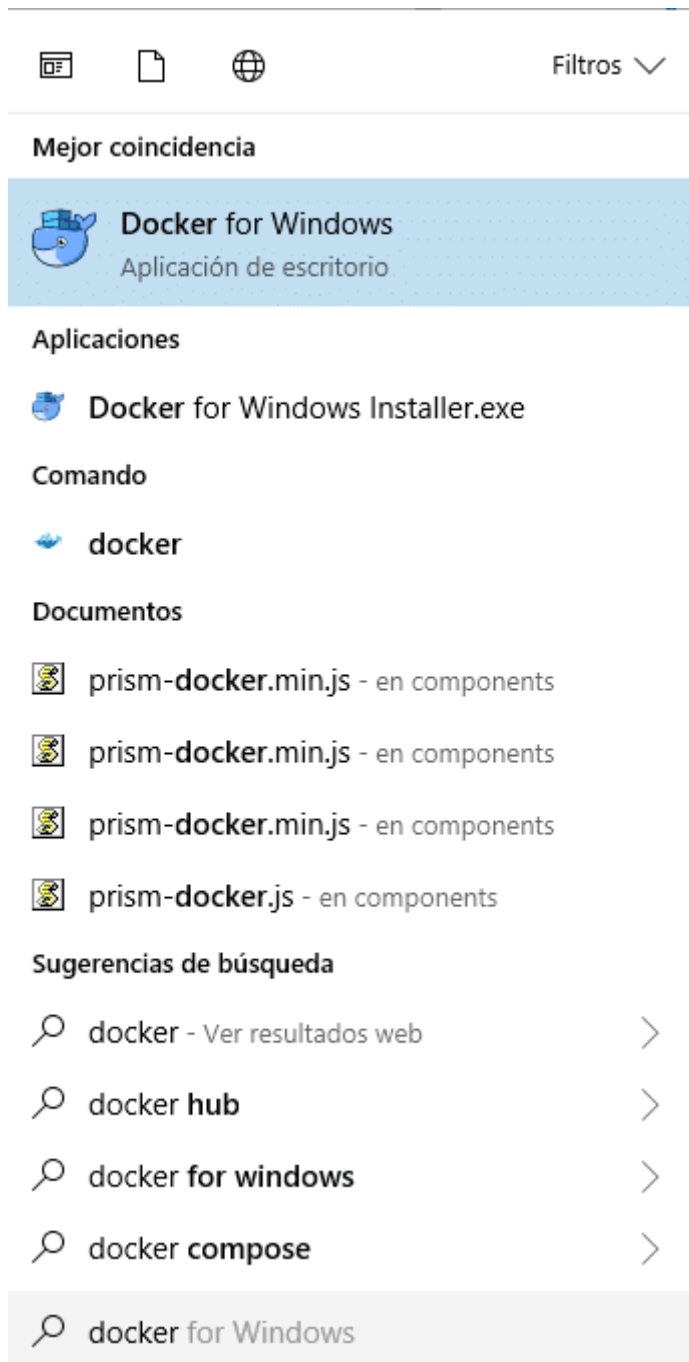 Filtros
Mejor coincidencia
Docker for Windows
Aplicación de escritorio
Aplicaciones
Docker for Windows Installer.exe
Comando
docker
Documentos
prism-docker.min.js - en components
prism-docker.min.js - en components
prism-docker.min.js - en components
prism-docker.js - en components
Sugerencias de búsqueda
docker - Ver resultados web
docker hub
docker for windows
docker compose
docker for Windows